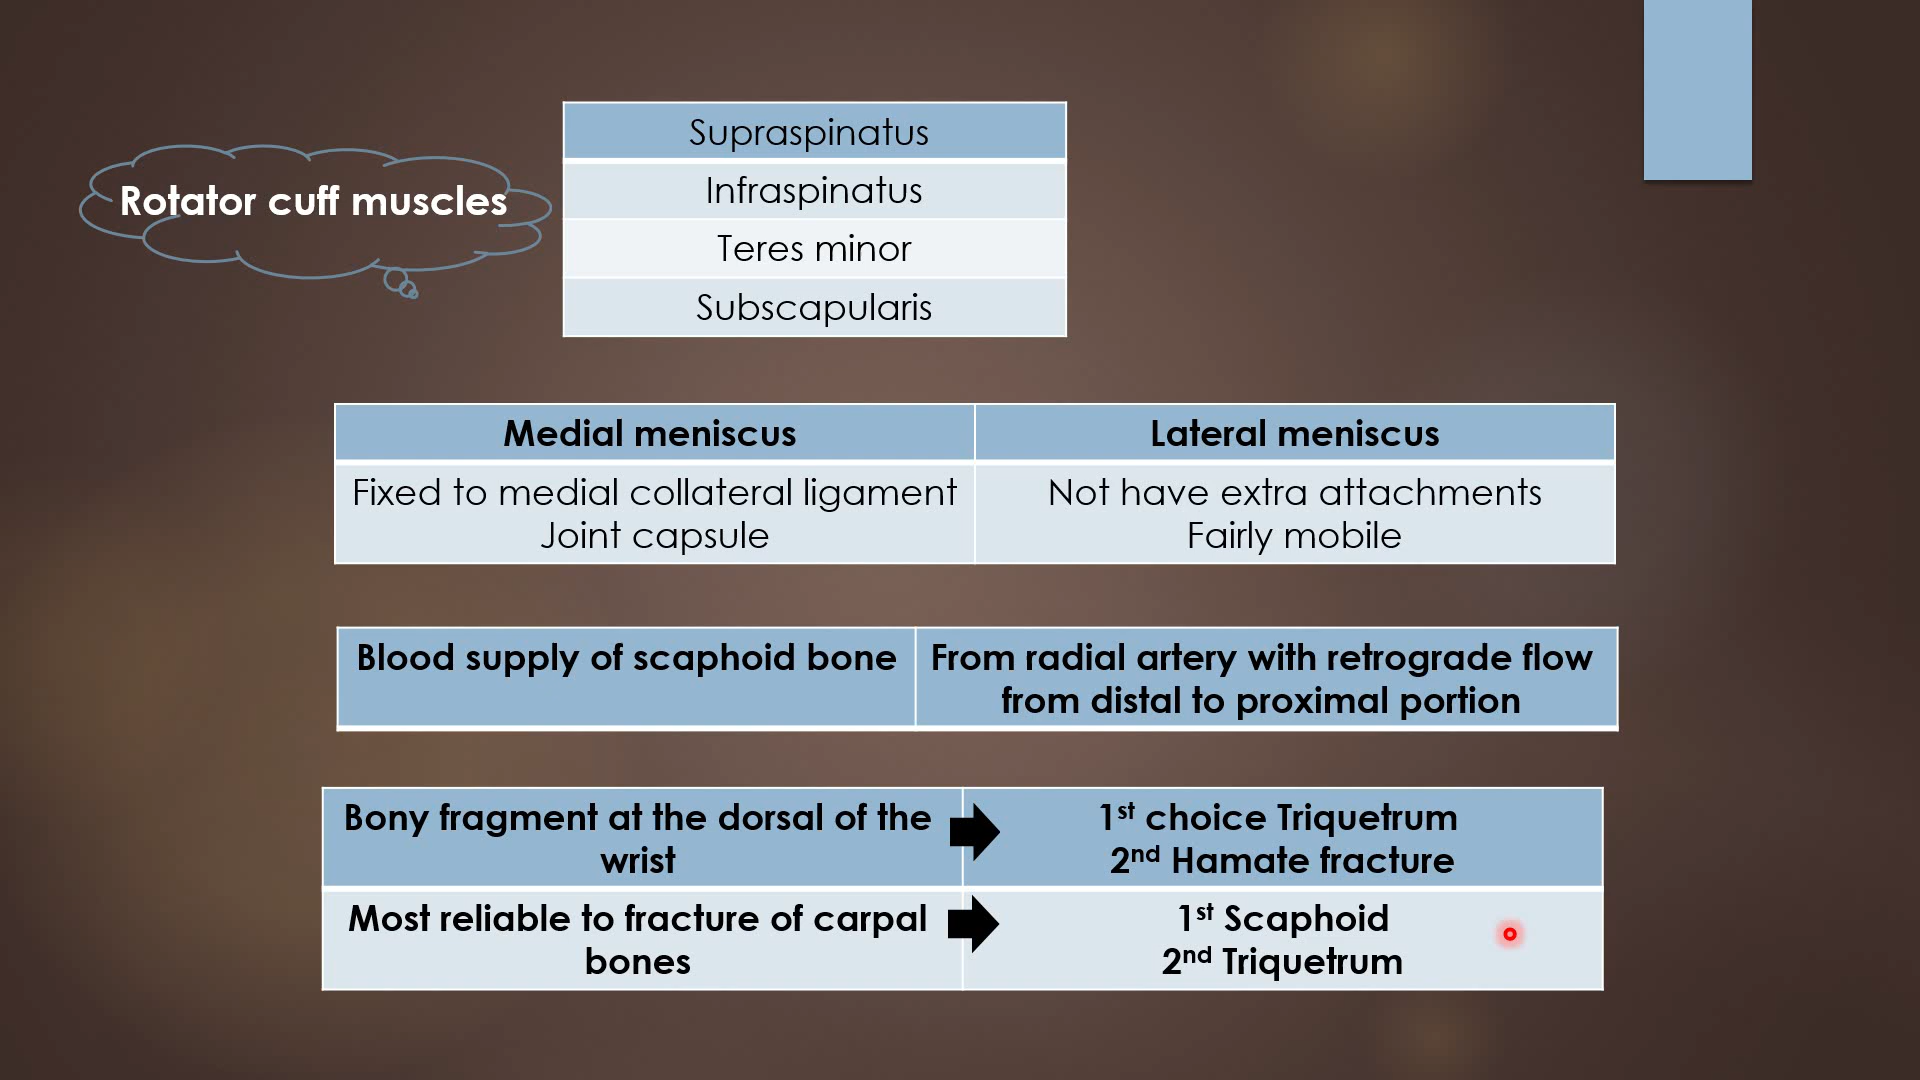 Rotator cuff muscles
Supraspinatus
Infraspinatus
Teres minor
Subscapularis
Medial meniscus
Lateral meniscus
Fixed to medial collateral ligament
Joint capsule
Not have extra attachments
Fairly mobile
Blood supply of scaphoid bone
From radial artery with retrograde flow
from distal to proximal portion
Bony fragment at the dorsal of the
wrist
1st choice Triquetrum
2nd Hamate fracture
Most reliable to fracture of carpal
bones
1st Scaphoid
2nd Triquetrum